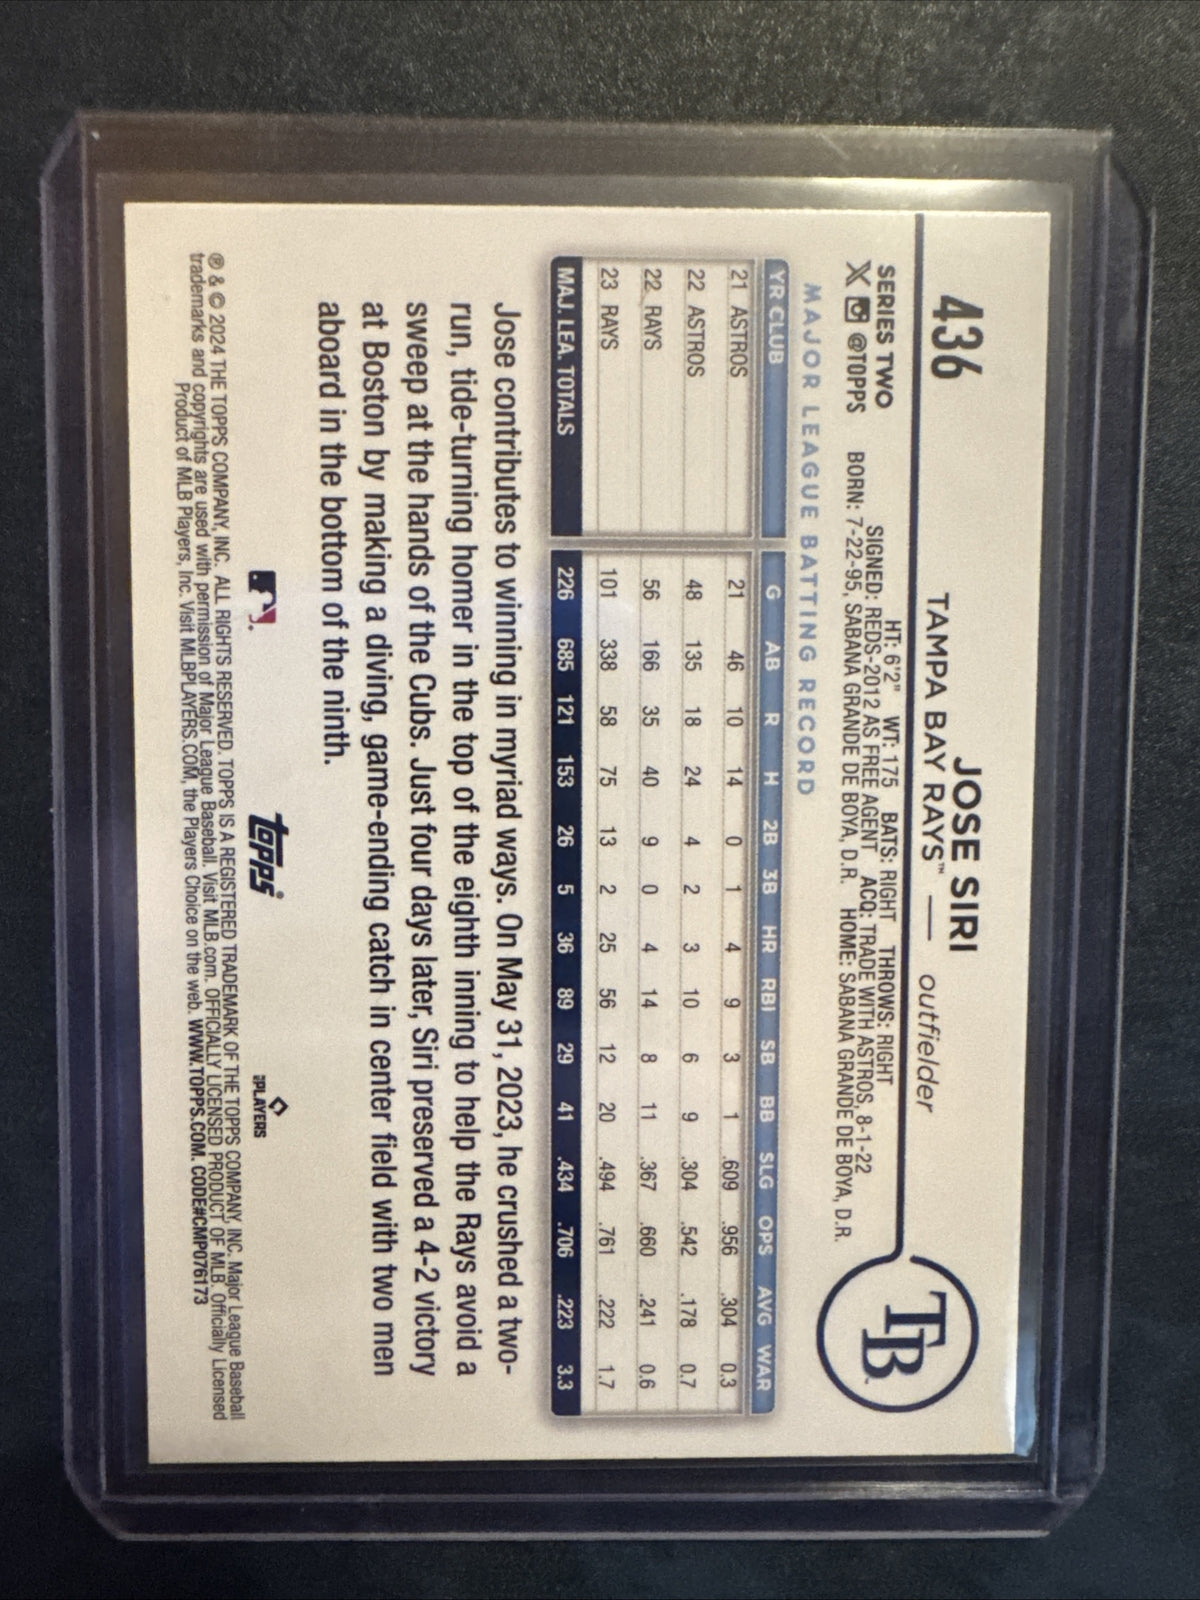 436
JOSE SIRI
TAMPA BAY RAYS™ — outfielder
TB
SERIES TWO
X @TOPPS
HT: 6'2" WT: 175 BATS: RIGHT THROWS: RIGHT
SIGNED: REDS-2012 AS FREE AGENT ACQ: TRADE WITH ASTROS, 8-1-22
BORN: 7-22-95, SABANA GRANDE DE BOYA, D.R. HOME: SABANA GRANDE DE BOYA, D.R.
MAJOR LEAGUE BATTING RECORD
YR CLUB G AB R H 2B 3B HR RBI SB BB SLG OPS AVG WAR
21 ASTROS 21 46 10 14 0 1 4 9 3 1 .609 .956 .304 0.3
22 ASTROS 48 135 18 24 4 2 3 10 6 9 .304 .542 .178 0.7
22 RAYS 56 166 35 40 9 0 4 14 8 11 .367 .660 .241 0.6
23 RAYS 101 338 58 75 13 2 25 56 12 20 .494 .761 .222 1.7
MAJ. LEA. TOTALS 226 685 121 153 26 5 36 89 29 41 .434 .706 .223 3.3
Jose contributes to winning in myriad ways. On May 31, 2023, he crushed a two-
run, tide-turning homer in the top of the eighth inning to help the Rays avoid a
sweep at the hands of the Cubs. Just four days later, Siri preserved a 4-2 victory
at Boston by making a diving, game-ending catch in center field with two men
aboard in the bottom of the ninth.
topps
PLAYERS
® & © 2024 THE TOPPS COMPANY, INC. ALL RIGHTS RESERVED. TOPPS IS A REGISTERED TRADEMARK OF THE TOPPS COMPANY, INC. Major League Baseball
trademarks and copyrights are used with permission of Major League Baseball. Visit MLB.com. OFFICIALLY LICENSED PRODUCT OF MLB. Officially Licensed
Product of MLB Players, Inc. Visit MLBPLAYERS.COM, the Players Choice on the web. WWW.TOPPS.COM. CODE#CMP076173